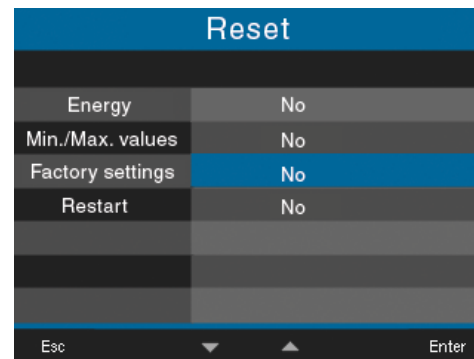 Reset
Energy No
Min./Max. values No
Factory settings No
Restart No
Esc Enter